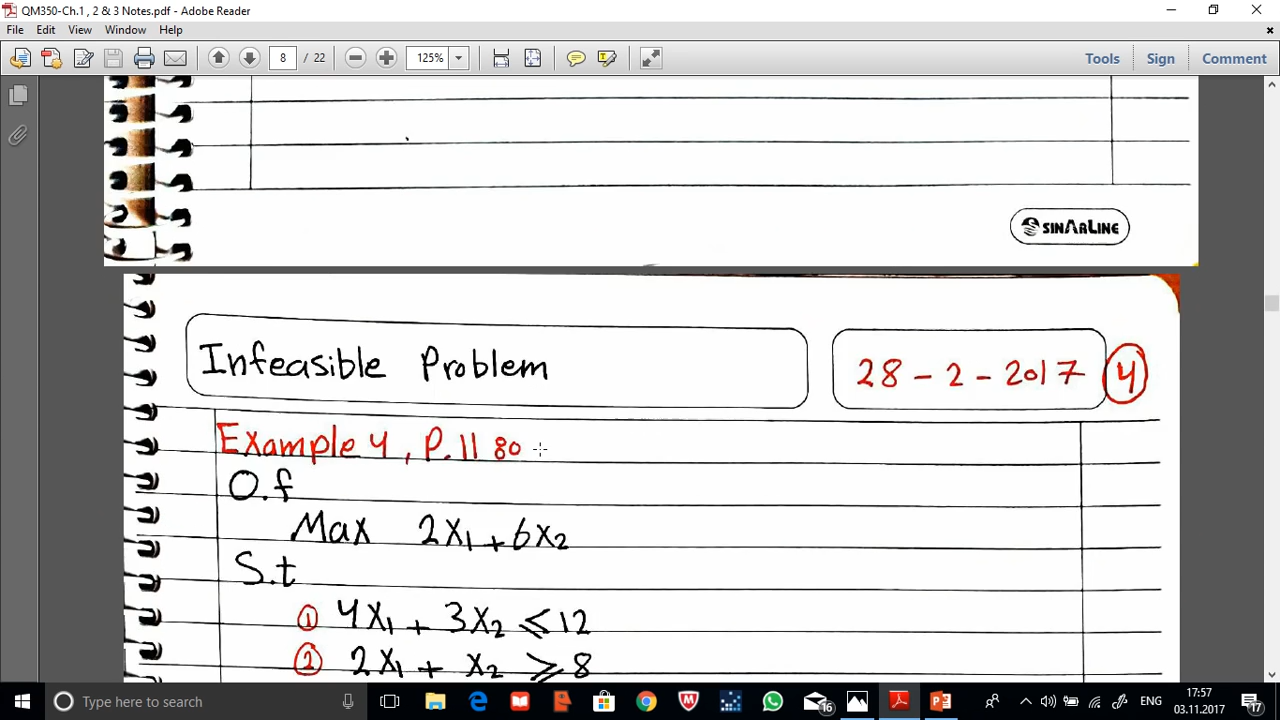 QM350-Ch.1, 2 & 3 Notes.pdf - Adobe Reader
File Edit View Window Help
8 / 22 125% Tools Sign Comment
SINARLINE
Infeasible Problem
28 - 2 - 2017 4
Example 4, P. 11 80
O.f
Max 2X1 + 6X2
S.t
1 4X1 + 3X2 ≤ 12
2 2X1 + X2 ≥ 8
Type here to search
16
ENG
17:57
03.11.2017
17